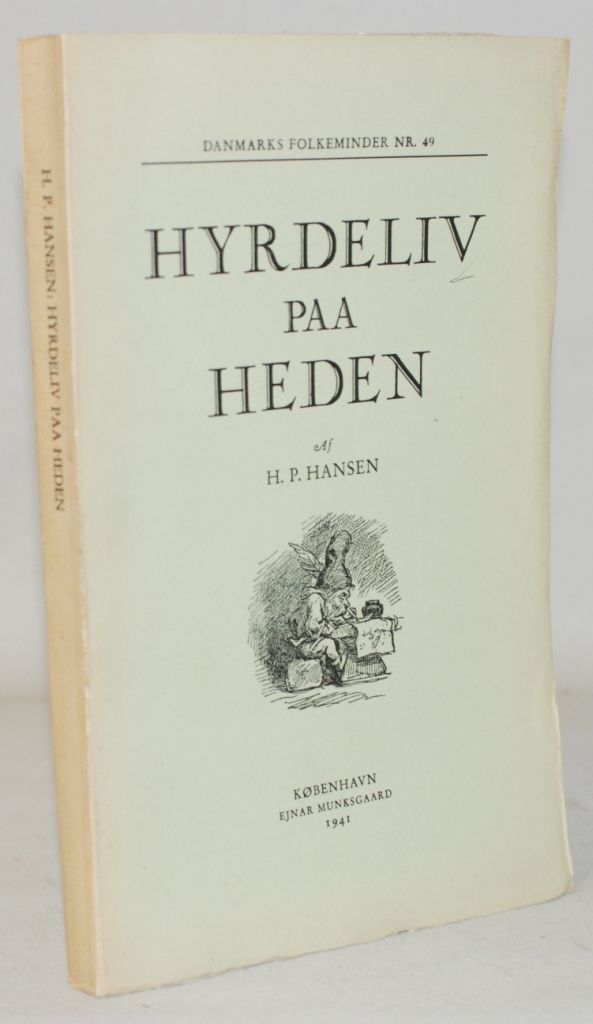 DANMARKS FOLKEMINDER NR. 49
HYRDELIV
PAA
HEDEN
Af
H. P. HANSEN
KØBENHAVN
EJNAR MUNKSGAARD
1941
H. P. HANSEN: HYRDELIV PAA HEDEN